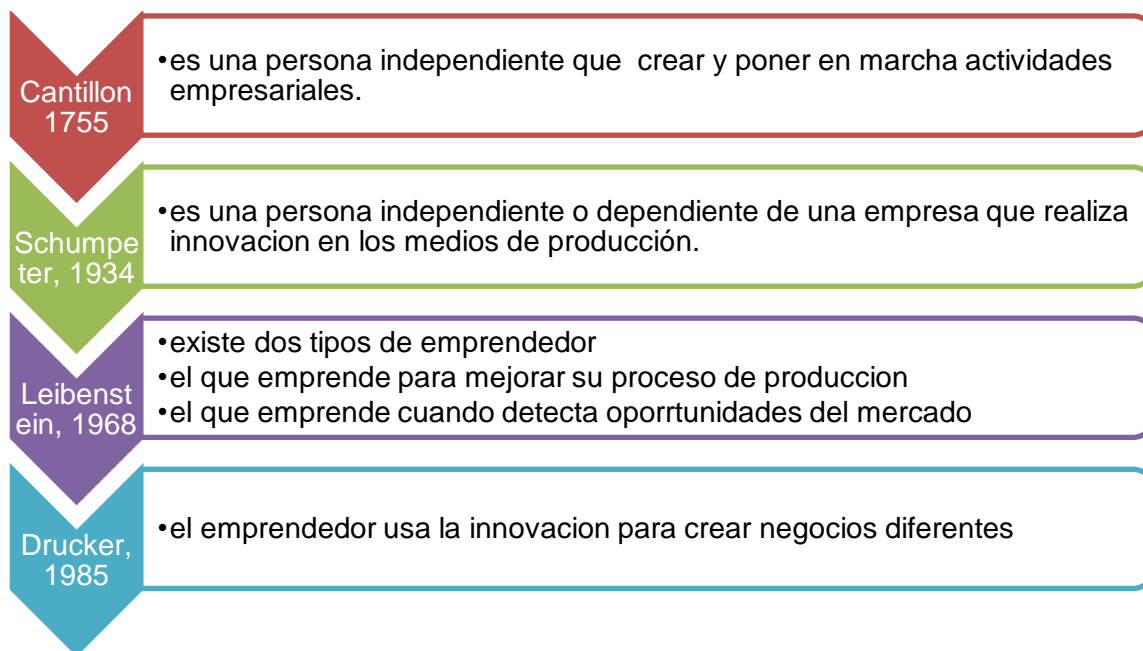 Cantillon
1755
•es una persona independiente que  crear y poner en marcha actividades
empresariales.
Schumpe
ter, 1934
•es una persona independiente o dependiente de una empresa que realiza
innovacion en los medios de producción.
Leibenst
ein, 1968
•existe dos tipos de emprendedor
•el que emprende para mejorar su proceso de produccion
•el que emprende cuando detecta oporrtunidades del mercado
Drucker,
1985
•el emprendedor usa la innovacion para crear negocios diferentes